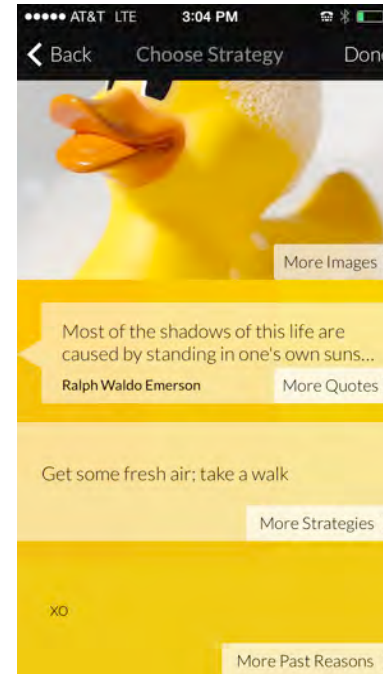 AT&T LTE 3:04 PM
Back Choose Strategy Done
More Images
Most of the shadows of this life are
caused by standing in one's own suns...
Ralph Waldo Emerson More Quotes
Get some fresh air; take a walk
More Strategies
xo
More Past Reasons